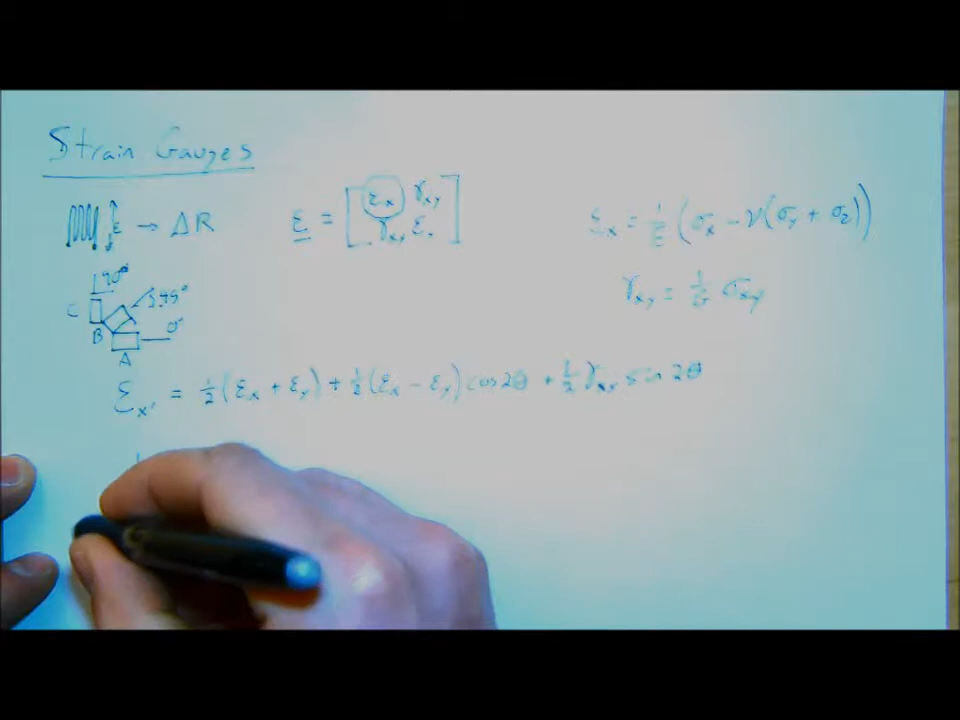 Strain Gauges
ε → ΔR
ε = [ εx γxy
γxy ε. ]
εx = 1/E (σx - ν(σy + σz))
γxy = 1/G σxy
90°
45°
C
0°
B
A
εx' = 1/2 (εx + εy) + 1/2 (εx - εy) cos 2θ + 1/2 γxy sin 2θ